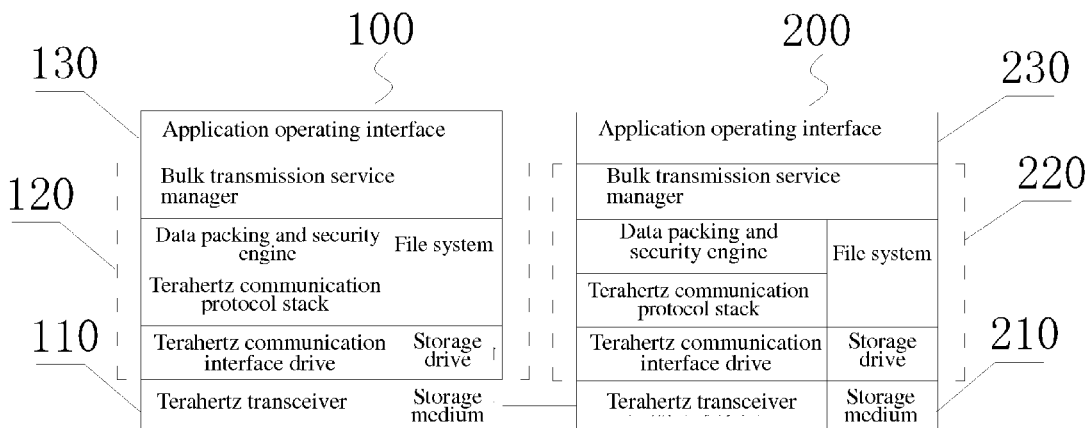 100
200
130
230
Application operating interface
Bulk transmission service
manager
120
Data packing and security
engine
File system
Terahertz communication
protocol stack
110
Terahertz communication
interface drive
Storage
drive
Terahertz transceiver
Storage
medium
Application operating interface
Bulk transmission service
manager
220
Data packing and
security engine
File system
Terahertz communication
protocol stack
210
Terahertz communication
interface drive
Storage
drive
Terahertz transceiver
Storage
medium